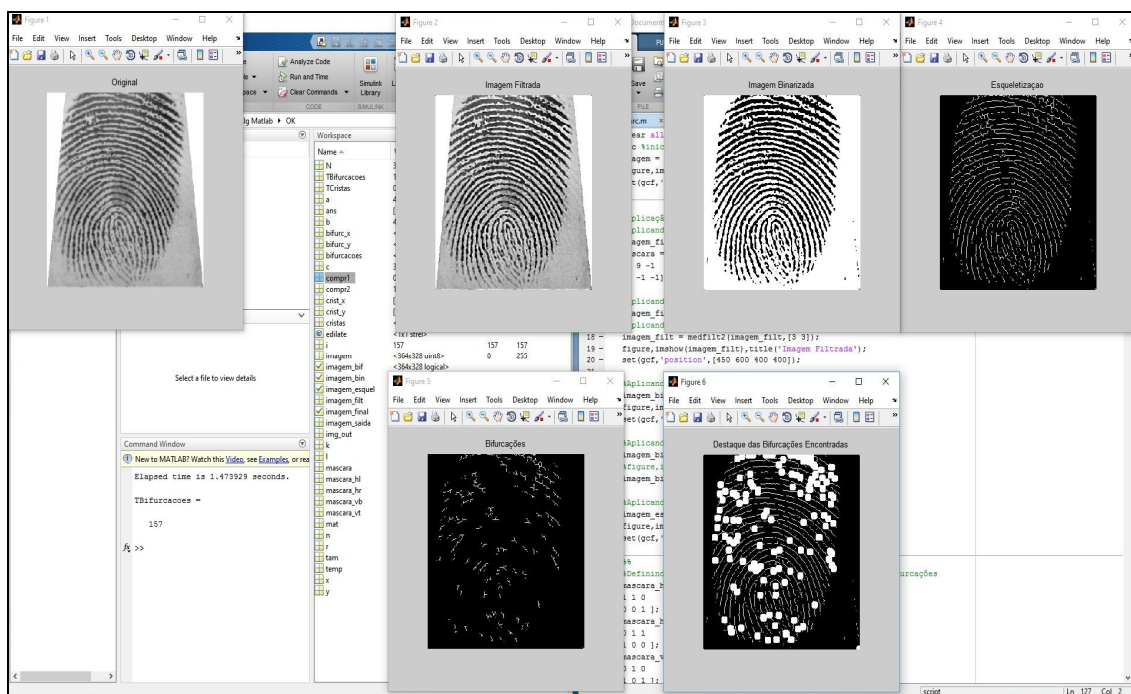 Figure 1
File Edit View Insert Tools Desktop Window Help
Original
Analyze Code
Run and Time
Clear Commands
CODE
Simulink
Library
SIMULINK
Matlab OK
Figure 2
File Edit View Insert Tools Desktop Window Help
Imagem Filtrada
Figure 3
File Edit View Insert Tools Desktop Window Help
Imagem Binarizada
Figure 4
File Edit View Insert Tools Desktop Window Help
Esqueletizaçao
Workspace
Name
N
TBifurcacoes
TCristas
a
ans
b
bifurc_x
bifurc_y
bifurcacoes
c
compr1
compr2
crist_x
crist_y
cristas
edilate <1x1 strel>
i 157 157 157
imagem <364x328 uint8> 0 255
imagem_bif <364x328 logical>
imagem_bin
imagem_esquel
imagem_filt
imagem_final
imagem_saida
img_out
k
l
mascara
mascara_hl
mascara_hr
mascara_vb
mascara_vt
mat
n
r
tam
temp
x
y
Select a file to view details
Command Window
New to MATLAB? Watch this Video, see Examples, or rea
Elapsed time is 1.473929 seconds.
TBifurcacoes =
157
fx >>
18 - imagem_filt = medfilt2(imagem_filt,[3 3]);
19 - figure,imshow(imagem_filt),title('Imagem Filtrada');
20 - set(gcf,'position',[450 600 400 400]);
Figure 5
File Edit View Insert Tools Desktop Window Help
Bifurcações
Figure 6
File Edit View Insert Tools Desktop Window Help
Destaque das Bifurcações Encontradas
urcações
script Ln 127 Col 2